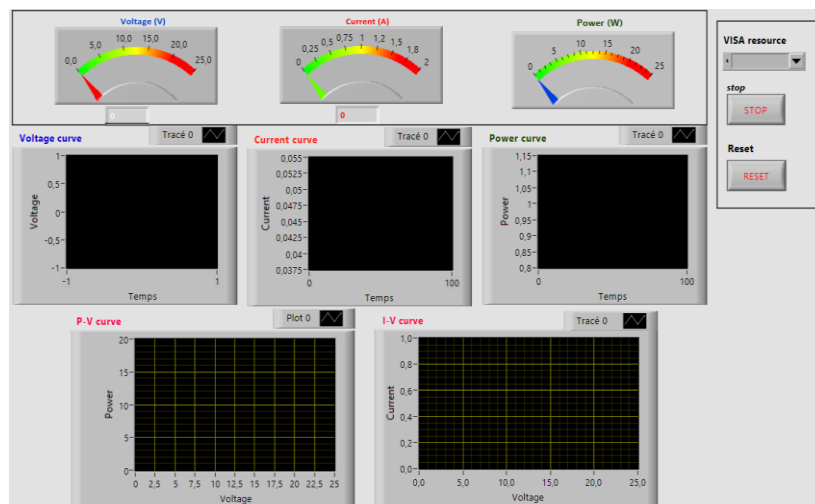 Voltage (V)
0,0 5,0 10,0 15,0 20,0 25,0
0
Current (A)
0 0,25 0,5 0,75 1 1,2 1,5 1,8 2
0
Power (W)
0 5 10 15 20 25
VISA resource
stop
STOP
Reset
RESET
Voltage curve
Tracé 0
Voltage
1
0,5
0
-0,5
-1
-1 1
Temps
Current curve
Tracé 0
Current
0,055
0,0525
0,05
0,0475
0,045
0,0425
0,04
0,0375
0 100
Temps
Power curve
Tracé 0
Power
1,15
1,1
1,05
1
0,95
0,9
0,85
0,8
0 100
Temps
P-V curve
Plot 0
Power
20
15
10
5
0
0 2,5 5 7,5 10 12,5 15 17,5 20 22,5 25
Voltage
I-V curve
Tracé 0
Current
1,0
0,8
0,6
0,4
0,2
0,0
0,0 5,0 10,0 15,0 20,0 25,0
Voltage